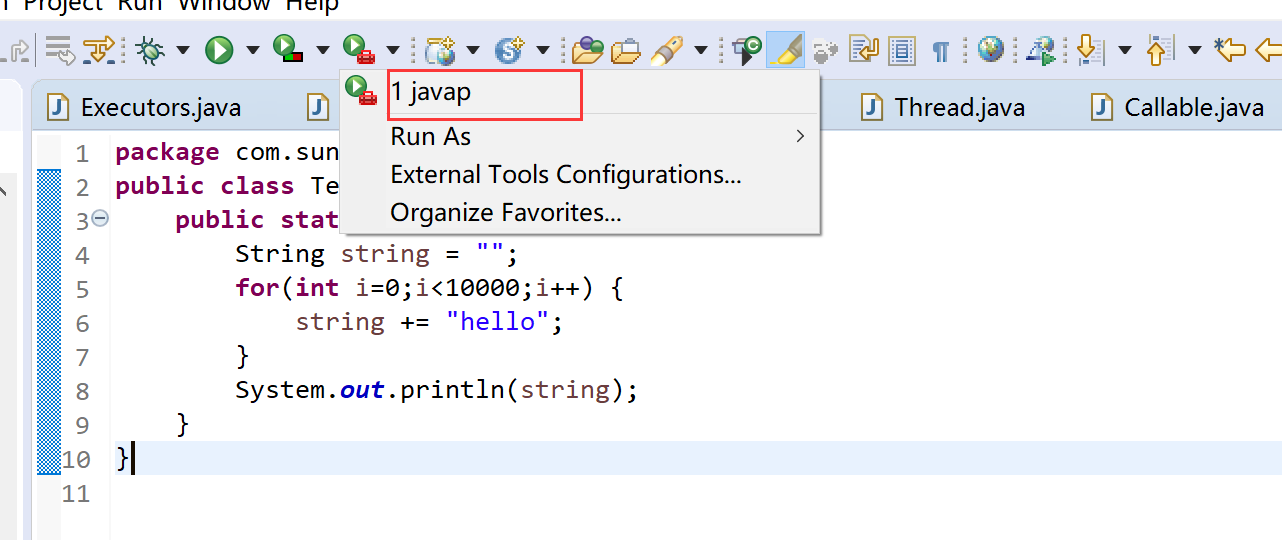 Project Run Window Help
1 javap
Run As
External Tools Configurations...
Organize Favorites...
Executors.java
Thread.java
Callable.java
1 package com.sun
2 public class Te
3 public stat
4 String string = "";
5 for(int i=0;i<10000;i++) {
6 string += "hello";
7 }
8 System.out.println(string);
9 }
10 }
11